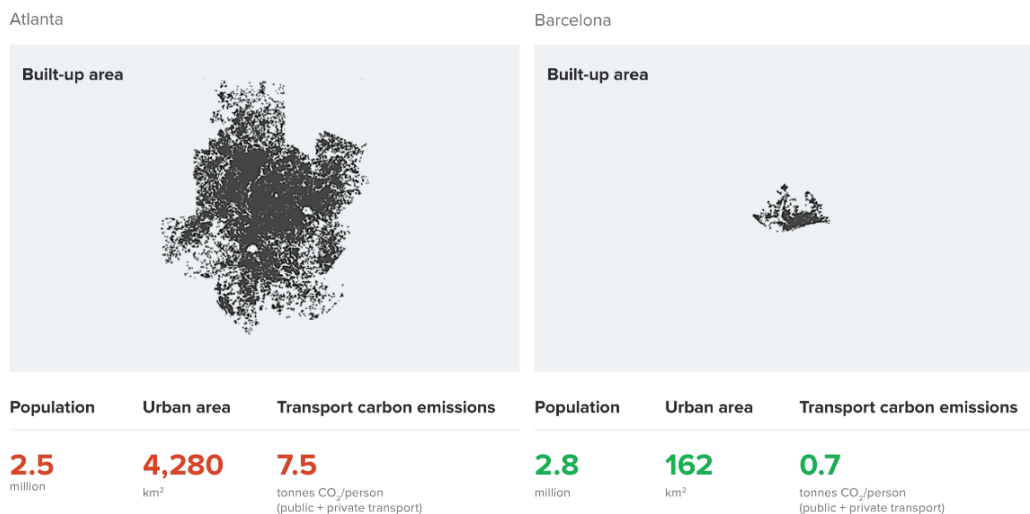 Atlanta
Built-up area
Population Urban area Transport carbon emissions
2.5 4,280 7.5
million km² tonnes CO₂/person
(public + private transport)
Barcelona
Built-up area
Population Urban area Transport carbon emissions
2.8 162 0.7
million km² tonnes CO₂/person
(public + private transport)